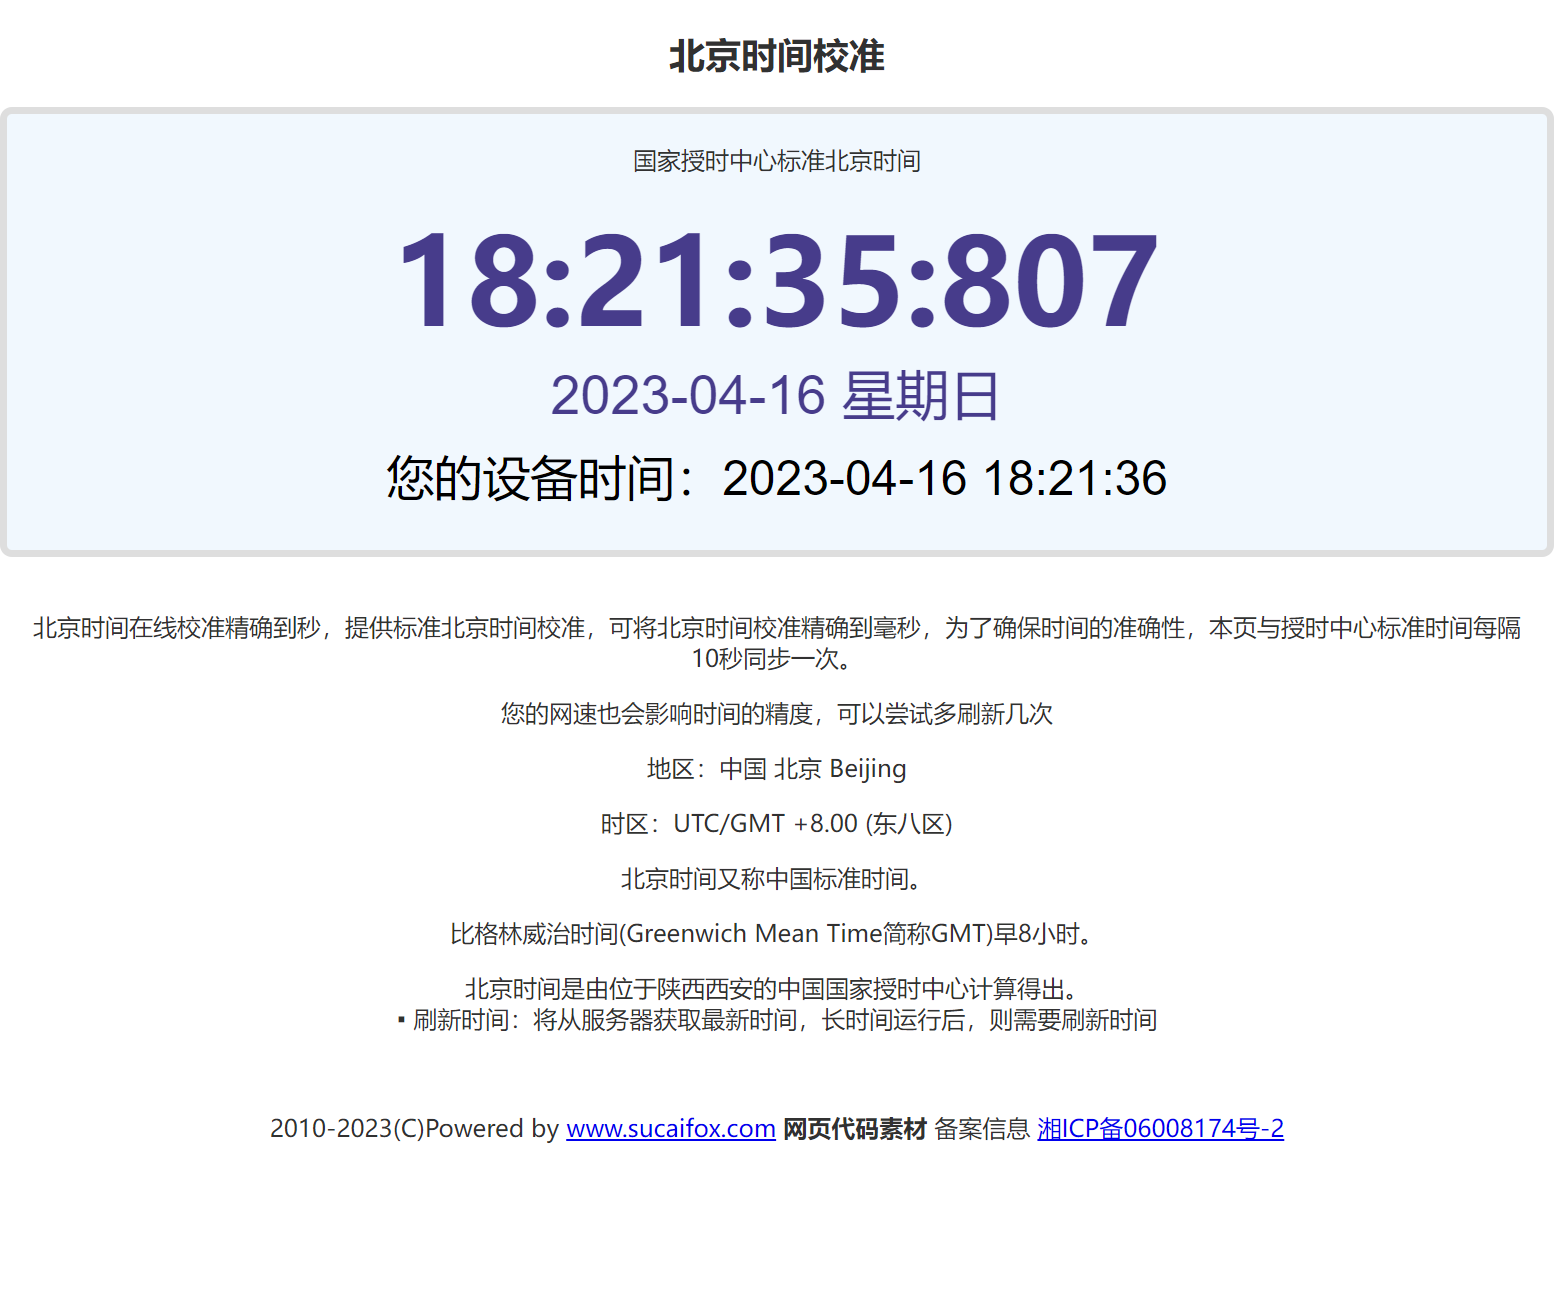 北京时间校准
国家授时中心标准北京时间
18:21:35:807
2023-04-16 星期日
您的设备时间：2023-04-16 18:21:36
北京时间在线校准精确到秒，提供标准北京时间校准，可将北京时间校准精确到毫秒，为了确保时间的准确性，本页与授时中心标准时间每隔
10秒同步一次。
您的网速也会影响时间的精度，可以尝试多刷新几次
地区：中国 北京 Beijing
时区：UTC/GMT +8.00 (东八区)
北京时间又称中国标准时间。
比格林威治时间(Greenwich Mean Time简称GMT)早8小时。
北京时间是由位于陕西西安的中国国家授时中心计算得出。
▪ 刷新时间：将从服务器获取最新时间，长时间运行后，则需要刷新时间
2010-2023(C)Powered by www.sucaifox.com 网页代码素材 备案信息 湘ICP备06008174号-2